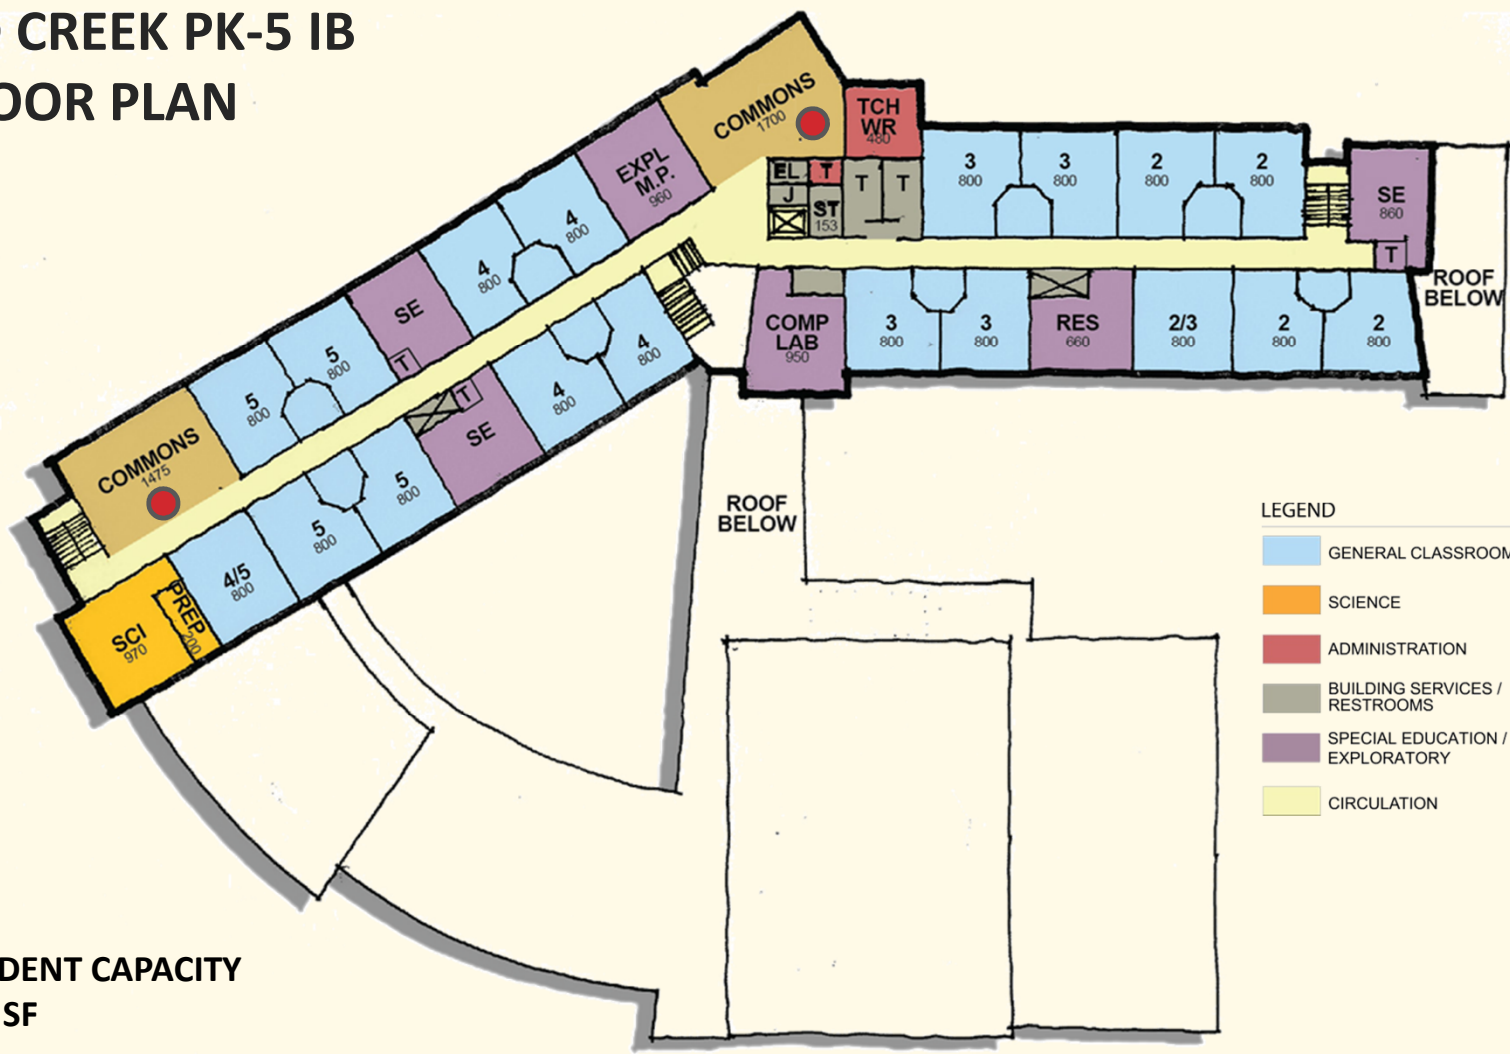 CREEK PK-5 IB
OOR PLAN
COMMONS
1700
TCH
WR
480
EXPL
M.P.
960
EL
T
J
ST
153
T
T
3
800
3
800
2
800
2
800
SE
860
T
ROOF
BELOW
4
800
4
800
SE
T
5
800
5
800
COMMONS
1475
COMP
LAB
950
3
800
3
800
RES
660
2/3
800
2
800
2
800
4
800
4
800
T
SE
5
800
5
800
4/5
800
PREP
200
SCI
970
ROOF
BELOW
LEGEND
GENERAL CLASSROOM
SCIENCE
ADMINISTRATION
BUILDING SERVICES /
RESTROOMS
SPECIAL EDUCATION /
EXPLORATORY
CIRCULATION
DENT CAPACITY
SF